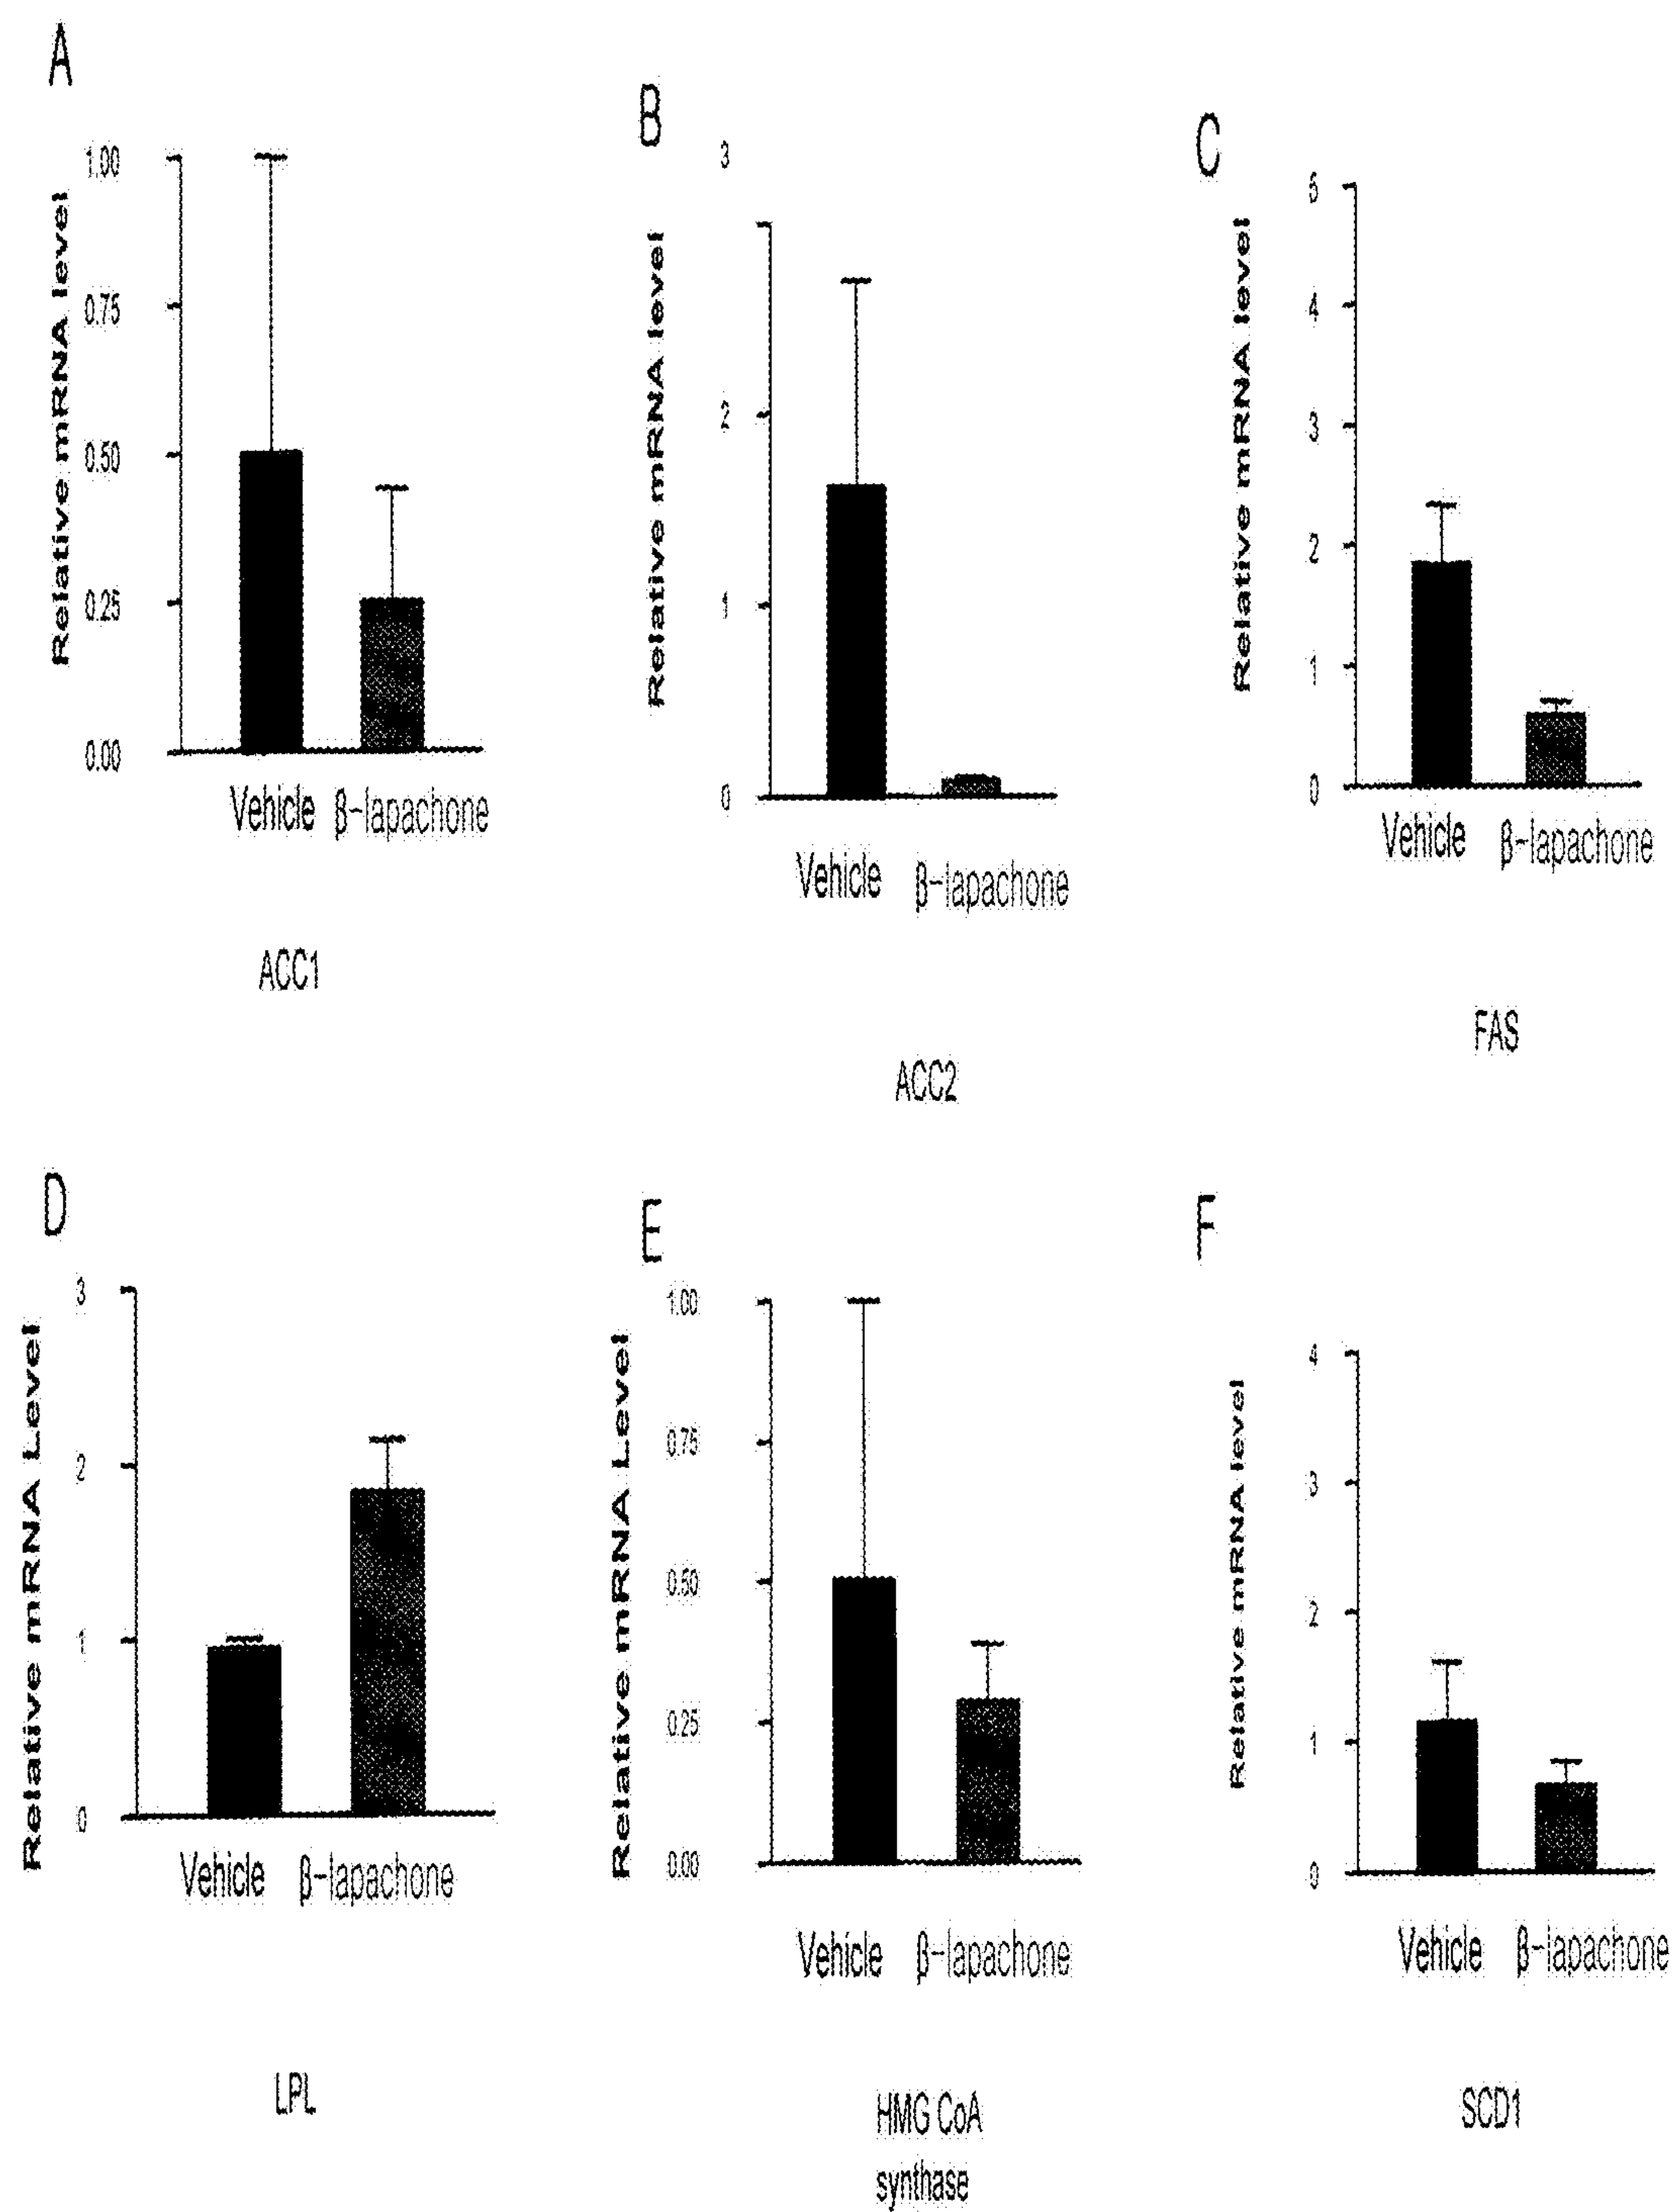 A
Relative mRNA level
1.00
0.75
0.50
0.25
0.00
Vehicle β-lapachone
ACC1
B
Relative mRNA level
3
2
1
0
Vehicle β-lapachone
ACC2
C
Relative mRNA level
5
4
3
2
1
0
Vehicle β-lapachone
FAS
D
Relative mRNA Level
3
2
1
0
Vehicle β-lapachone
LPL
E
Relative mRNA Level
1.00
0.75
0.50
0.25
0.00
Vehicle β-lapachone
HMG CoA
synthase
F
Relative mRNA level
4
3
2
1
0
Vehicle β-lapachone
SCD1